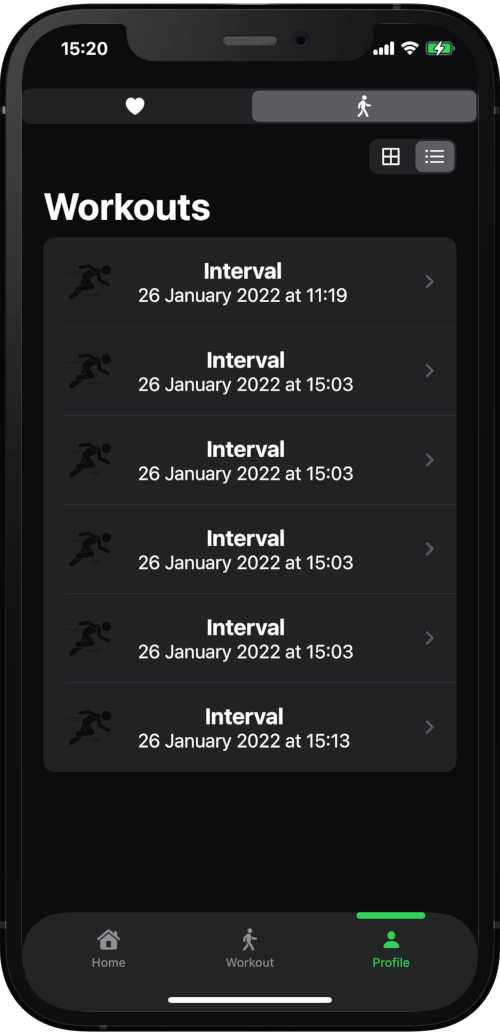 15:20
Workouts
Interval
26 January 2022 at 11:19
Interval
26 January 2022 at 15:03
Interval
26 January 2022 at 15:03
Interval
26 January 2022 at 15:03
Interval
26 January 2022 at 15:03
Interval
26 January 2022 at 15:13
Home Workout Profile